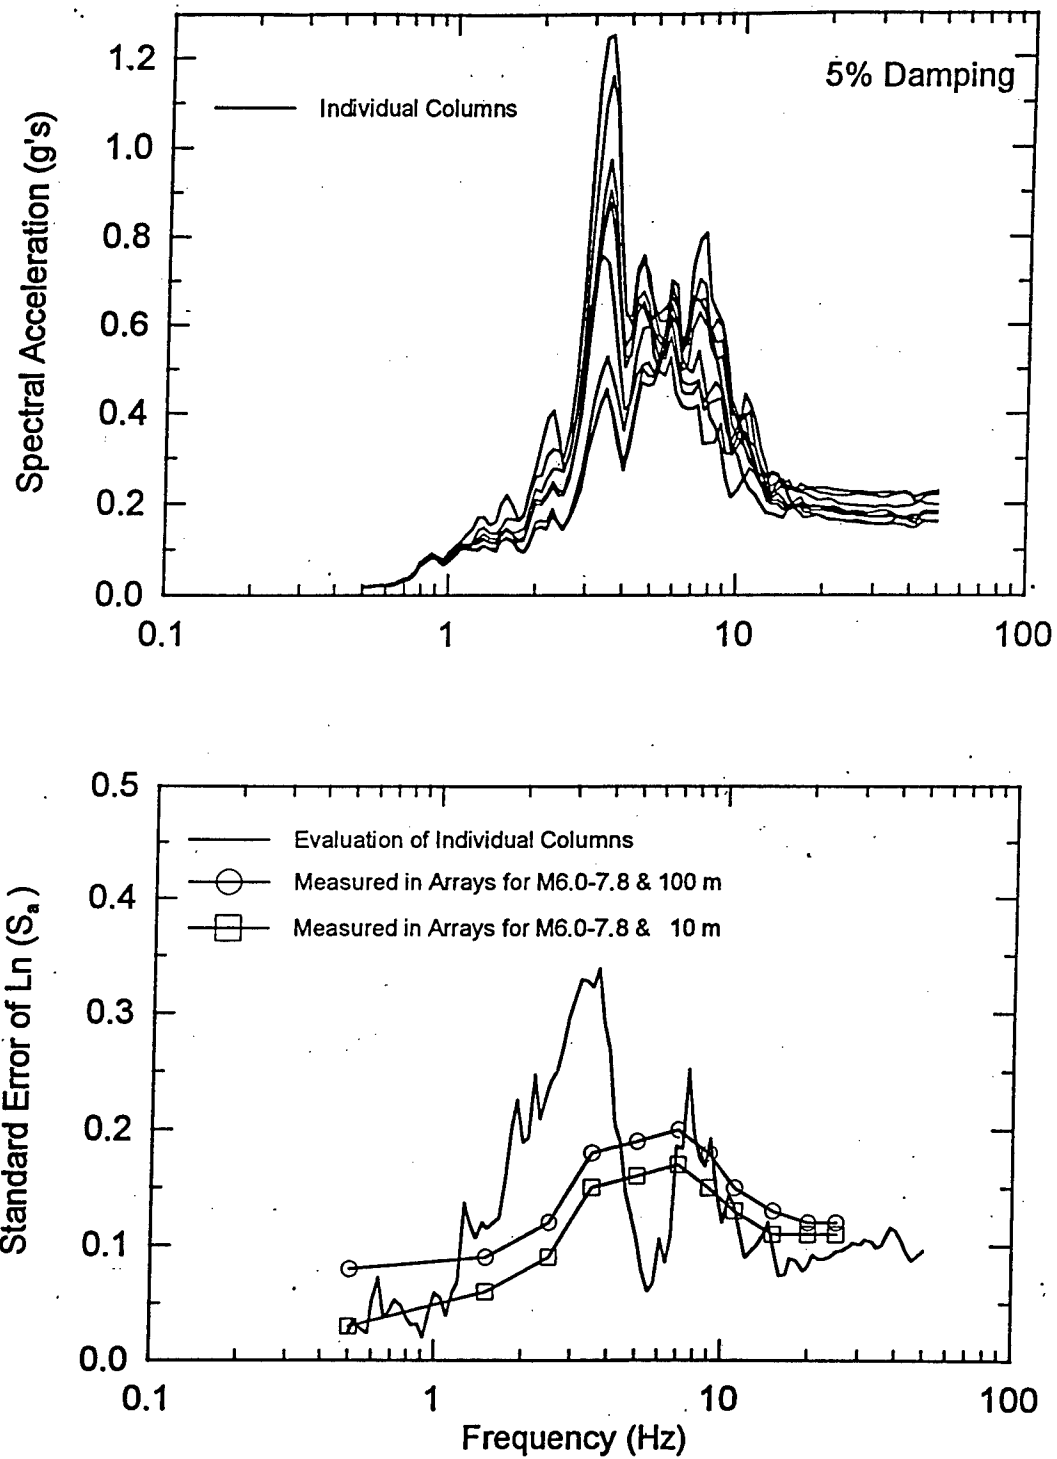 5% Damping
Individual Columns
Spectral Acceleration (g's)
1.2
1.0
0.8
0.6
0.4
0.2
0.0
0.1 1 10 100
0.5
0.4
0.3
0.2
0.1
0.0
Evaluation of Individual Columns
Measured in Arrays for M6.0-7.8 & 100 m
Measured in Arrays for M6.0-7.8 & 10 m
Standard Error of Ln (Sa)
0.1 1 10 100
Frequency (Hz)